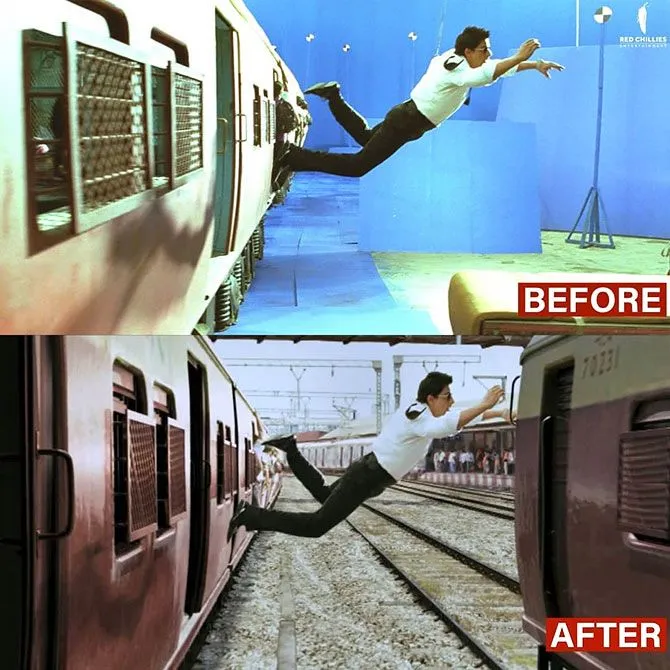 RED CHILLIES
ENTERTAINMENT
BEFORE
70231
AFTER